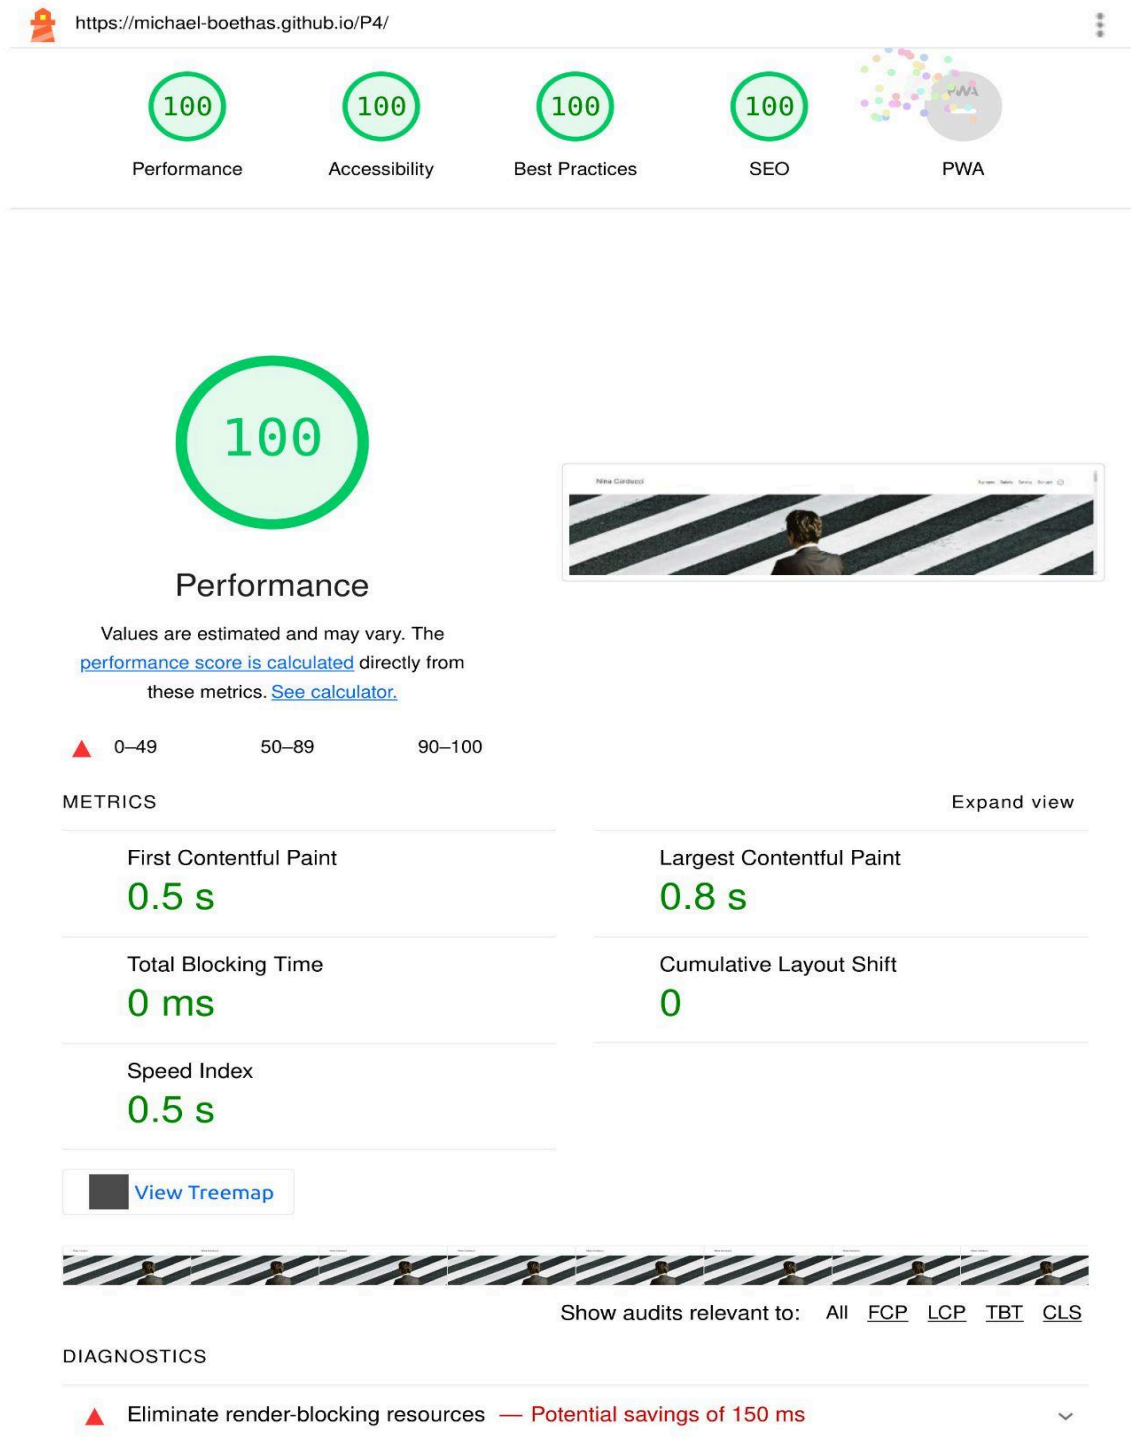 https://michael-boethas.github.io/P4/
100 100 100 100 PWA
Performance Accessibility Best Practices SEO PWA
100
Nina Carducci
Performance
Values are estimated and may vary. The
performance score is calculated directly from
these metrics. See calculator.
0–49 50–89 90–100
METRICS
Expand view
First Contentful Paint
0.5 s
Largest Contentful Paint
0.8 s
Total Blocking Time
0 ms
Cumulative Layout Shift
0
Speed Index
0.5 s
View Treemap
Show audits relevant to: All FCP LCP TBT CLS
DIAGNOSTICS
Eliminate render-blocking resources — Potential savings of 150 ms